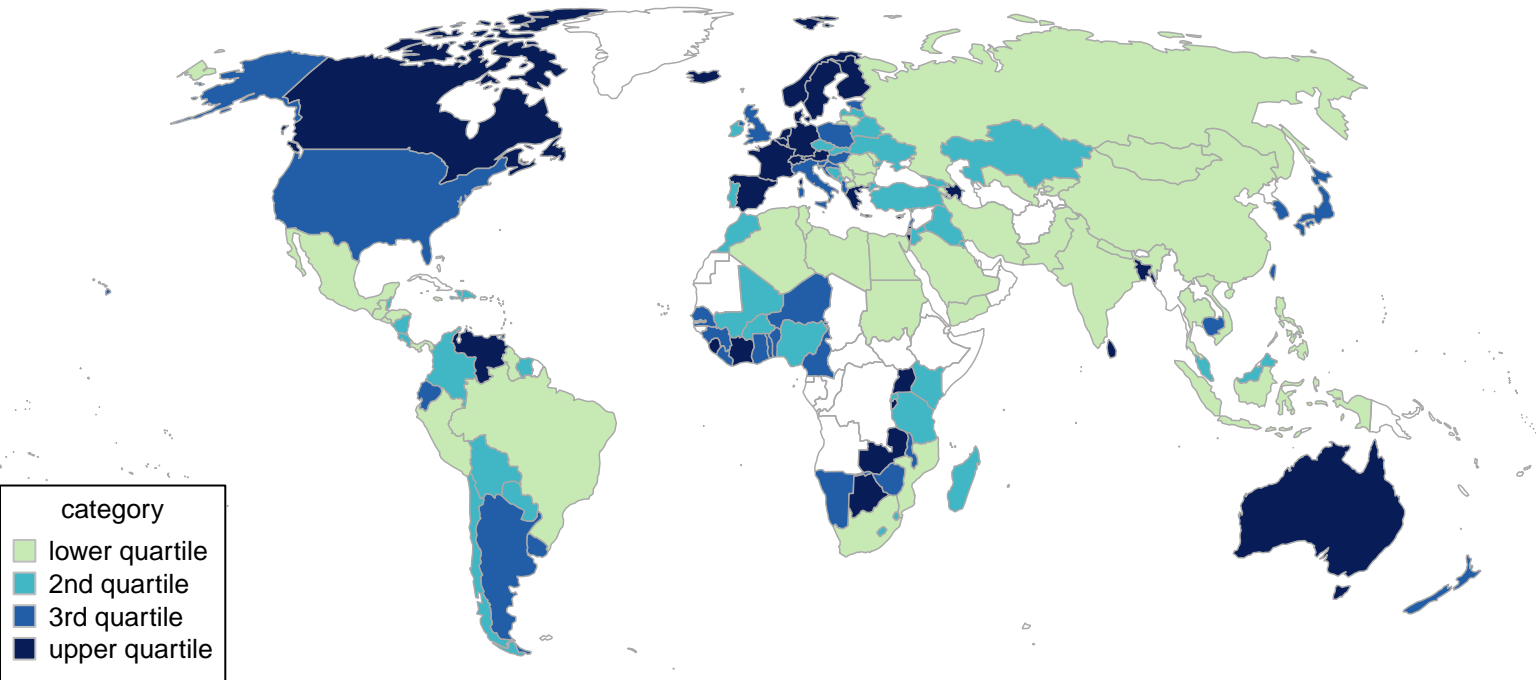 category
lower quartile
2nd quartile
3rd quartile
upper quartile